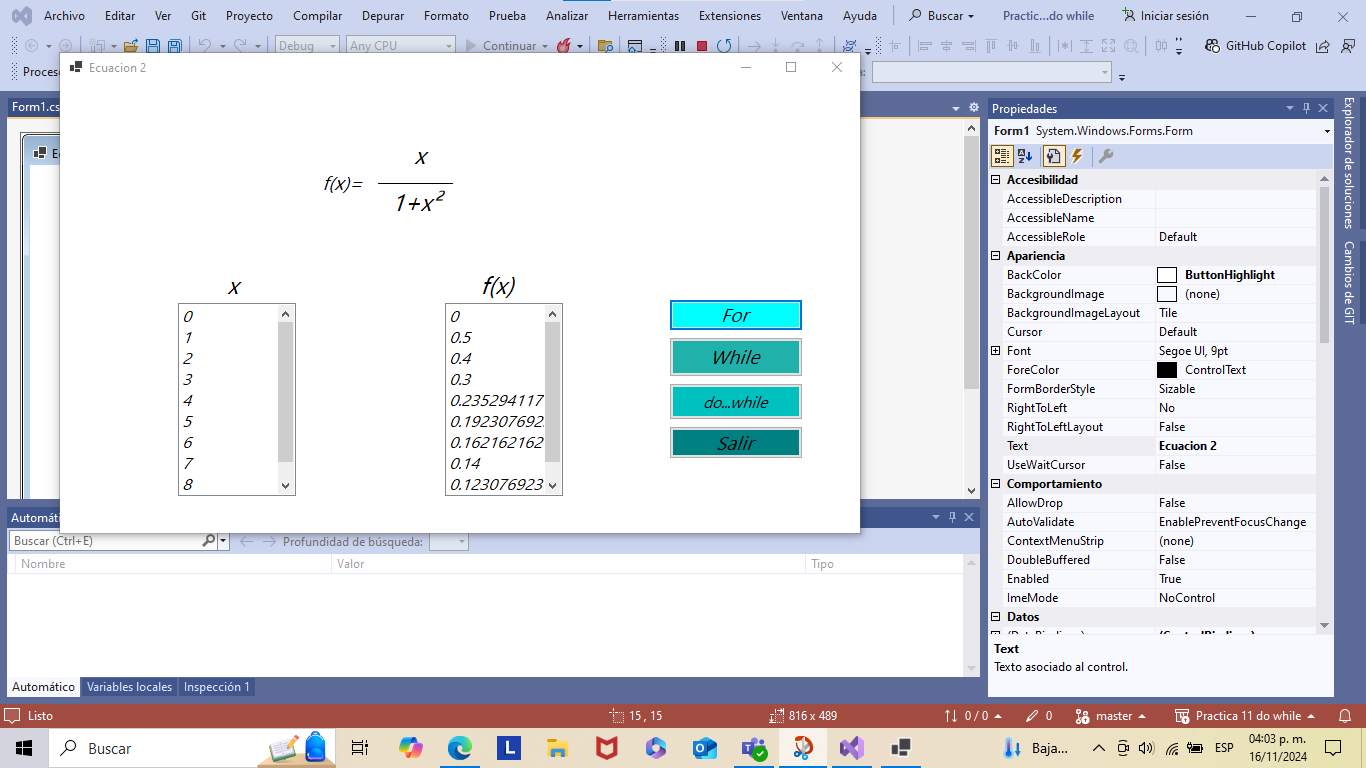 Archivo Editar Ver Git Proyecto Compilar Depurar Formato Prueba Analizar Herramientas Extensiones Ventana Ayuda Buscar Practic...do while Iniciar sesión
Debug Any CPU Continuar GitHub Copilot
Proces
Ecuacion 2
Form1.cs
x
f(x)=
1+x²
x f(x)
0 0
1 0.5
2 0.4
3 0.3
4 0.235294117
5 0.192307692
6 0.162162162
7 0.14
8 0.123076923
For
While
do...while
Salir
Automáti
Buscar (Ctrl+E) Profundidad de búsqueda:
Nombre Valor Tipo
Automático Variables locales Inspección 1
Propiedades
Form1 System.Windows.Forms.Form
Accesibilidad
AccessibleDescription
AccessibleName
AccessibleRole Default
Apariencia
BackColor ButtonHighlight
BackgroundImage (none)
BackgroundImageLayout Tile
Cursor Default
Font Segoe UI, 9pt
ForeColor ControlText
FormBorderStyle Sizable
RightToLeft No
RightToLeftLayout False
Text Ecuacion 2
UseWaitCursor False
Comportamiento
AllowDrop False
AutoValidate EnablePreventFocusChange
ContextMenuStrip (none)
DoubleBuffered False
Enabled True
ImeMode NoControl
Datos
(DataBindings) (ControlBindings)
Text
Texto asociado al control.
Explorador de soluciones
Cambios de GIT
Listo 15 , 15 816 x 489 0 / 0 0 master Practica 11 do while
Buscar L Baja... ESP 04:03 p. m.
16/11/2024